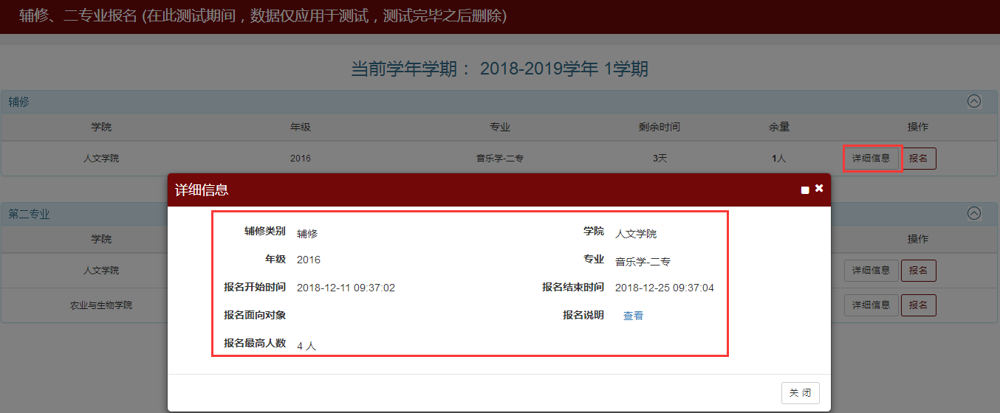 辅修、二专业报名 (在此测试期间，数据仅应用于测试，测试完毕之后删除)
当前学年学期： 2018-2019学年 1学期
辅修
学院 年级 专业 剩余时间 余量 操作
人文学院 2016 音乐学-二专 3天 1人 详细信息 报名
详细信息
第二专业
学院 操作
人文学院 详细信息 报名
农业与生物学院 详细信息 报名
辅修类别 辅修 学院 人文学院
年级 2016 专业 音乐学-二专
报名开始时间 2018-12-11 09:37:02 报名结束时间 2018-12-25 09:37:04
报名面向对象 报名说明 查看
报名最高人数 4 人
关 闭